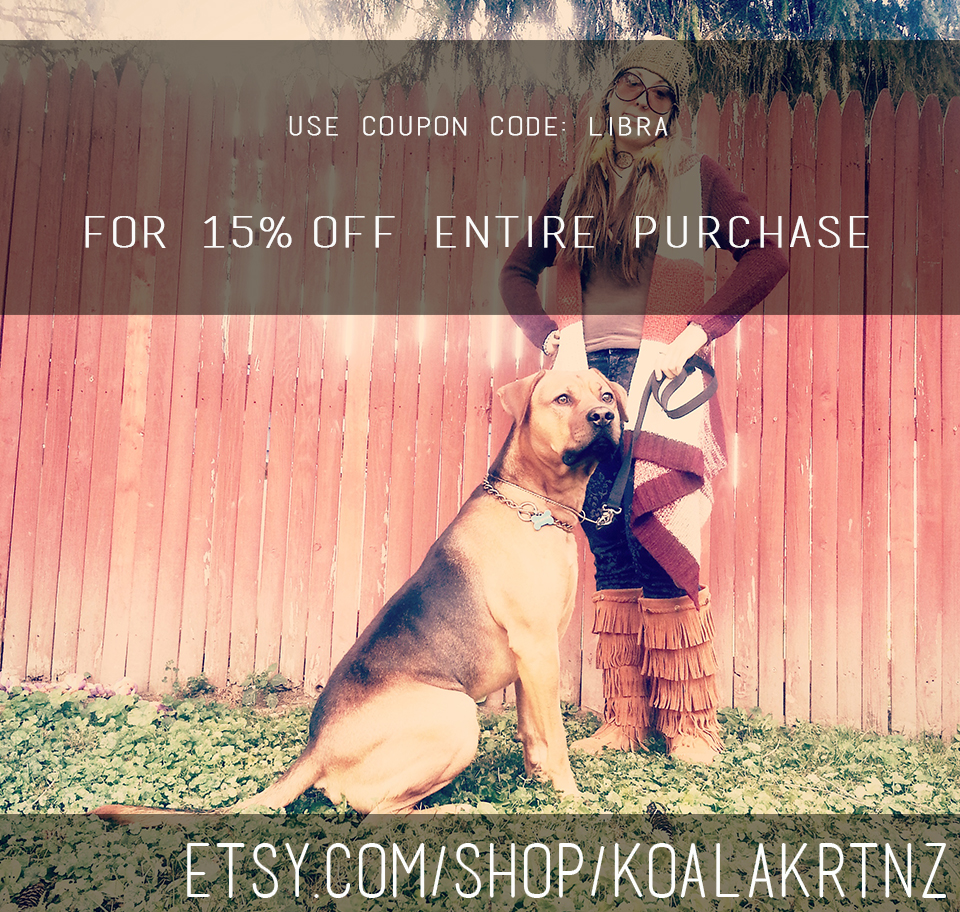 USE COUPON CODE: LIBRA
FOR 15% OFF ENTIRE PURCHASE
ETSY.COM/SHOP/KOALAKRTNZ